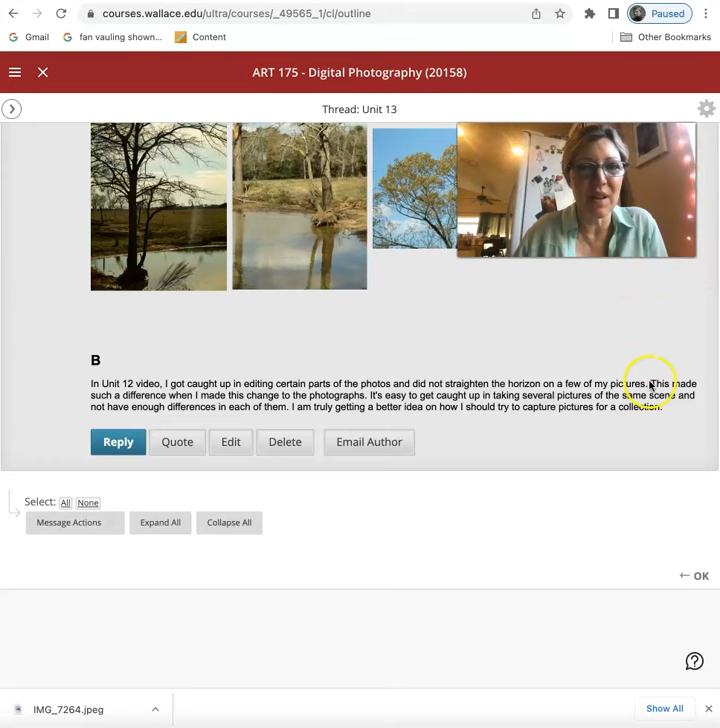 courses.wallace.edu/ultra/courses/_49565_1/cl/outline
Paused
Gmail
fan vauling shown...
Content
Other Bookmarks
ART 175 - Digital Photography (20158)
Thread: Unit 13
B
In Unit 12 video, I got caught up in editing certain parts of the photos and did not straighten the horizon on a few of my pictures. This made
such a difference when I made this change to the photographs. It's easy to get caught up in taking several pictures of the same scene and
not have enough differences in each of them. I am truly getting a better idea on how I should try to capture pictures for a collection.
Reply Quote Edit Delete Email Author
Select: All None
Message Actions Expand All Collapse All
← OK
IMG_7264.jpeg
Show All